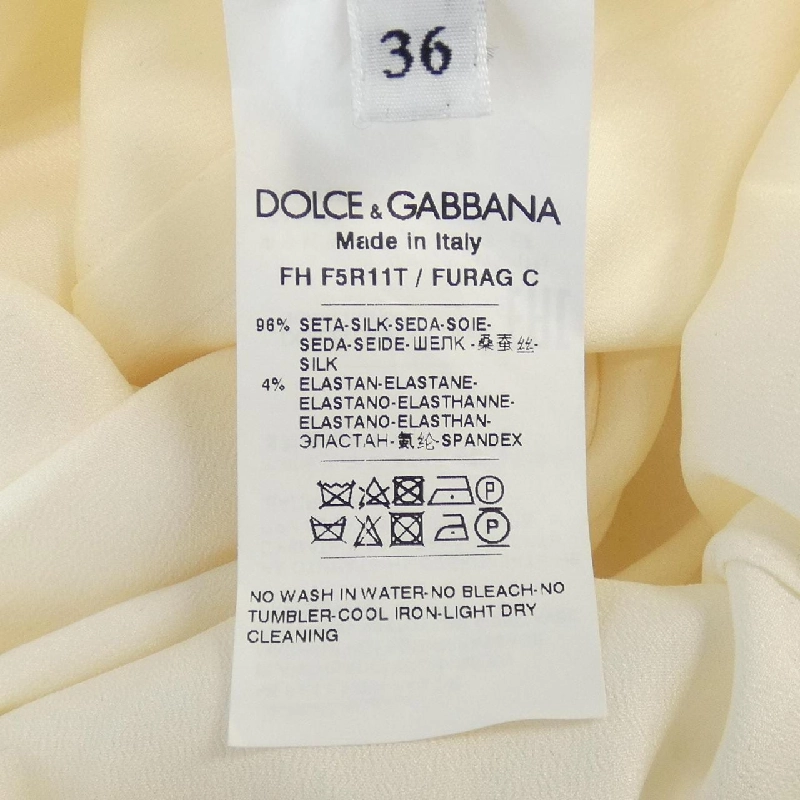 36
DOLCE & GABBANA
Made in Italy
FH F5R11T / FURAG C
96% SETA-SILK-SEDA-SOIE-
SEDA-SEIDE-ШЕЛК -桑蚕丝-
SILK
4% ELASTAN-ELASTANE-
ELASTANO-ELASTHANNE-
ELASTANO-ELASTHAN-
ЭЛАСТАН-氨纶-SPANDEX
P
P
NO WASH IN WATER-NO BLEACH-NO
TUMBLER-COOL IRON-LIGHT DRY
CLEANING